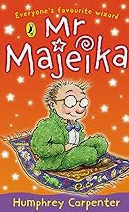 Everyone's favourite wizard
Mr
Majeika
Humphrey Carpenter